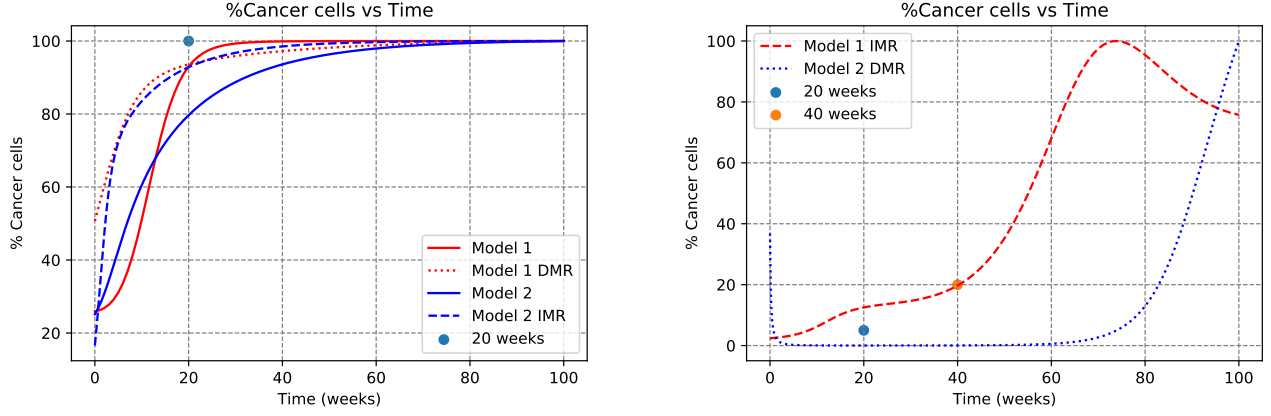 %Cancer cells vs Time
% Cancer cells
100
80
60
40
20
0
20
40
60
80
100
Time (weeks)
Model 1
Model 1 DMR
Model 2
Model 2 IMR
20 weeks
%Cancer cells vs Time
% Cancer cells
100
80
60
40
20
0
0
20
40
60
80
100
Time (weeks)
Model 1 IMR
Model 2 DMR
20 weeks
40 weeks